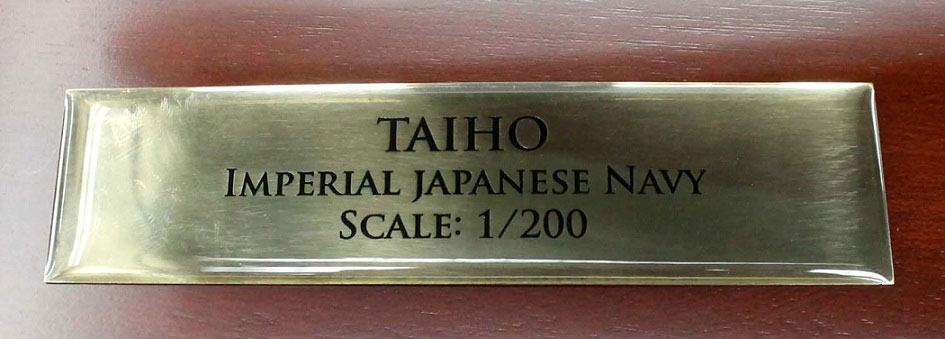 TAIHO
IMPERIAL JAPANESE NAVY
SCALE: 1/200